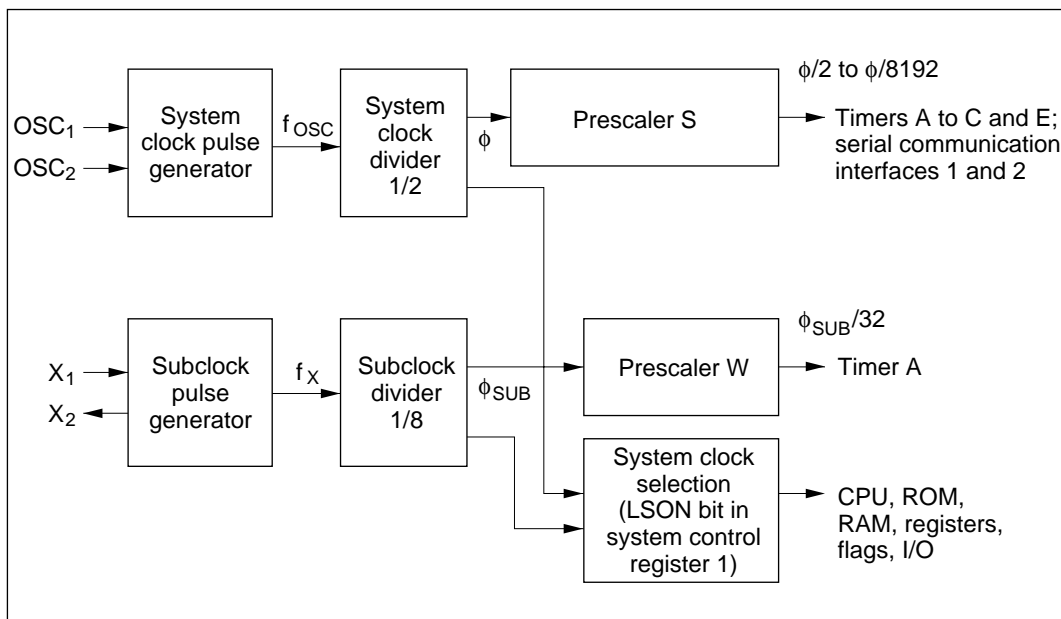 OSC1
OSC2
System
clock pulse
generator
fOSC
System
clock
divider
1/2
ϕ
Prescaler S
ϕ/2 to ϕ/8192
Timers A to C and E;
serial communication
interfaces 1 and 2
X1
X2
Subclock
pulse
generator
fX
Subclock
divider
1/8
ϕSUB
Prescaler W
ϕSUB/32
Timer A
System clock
selection
(LSON bit in
system control
register 1)
CPU, ROM,
RAM, registers,
flags, I/O